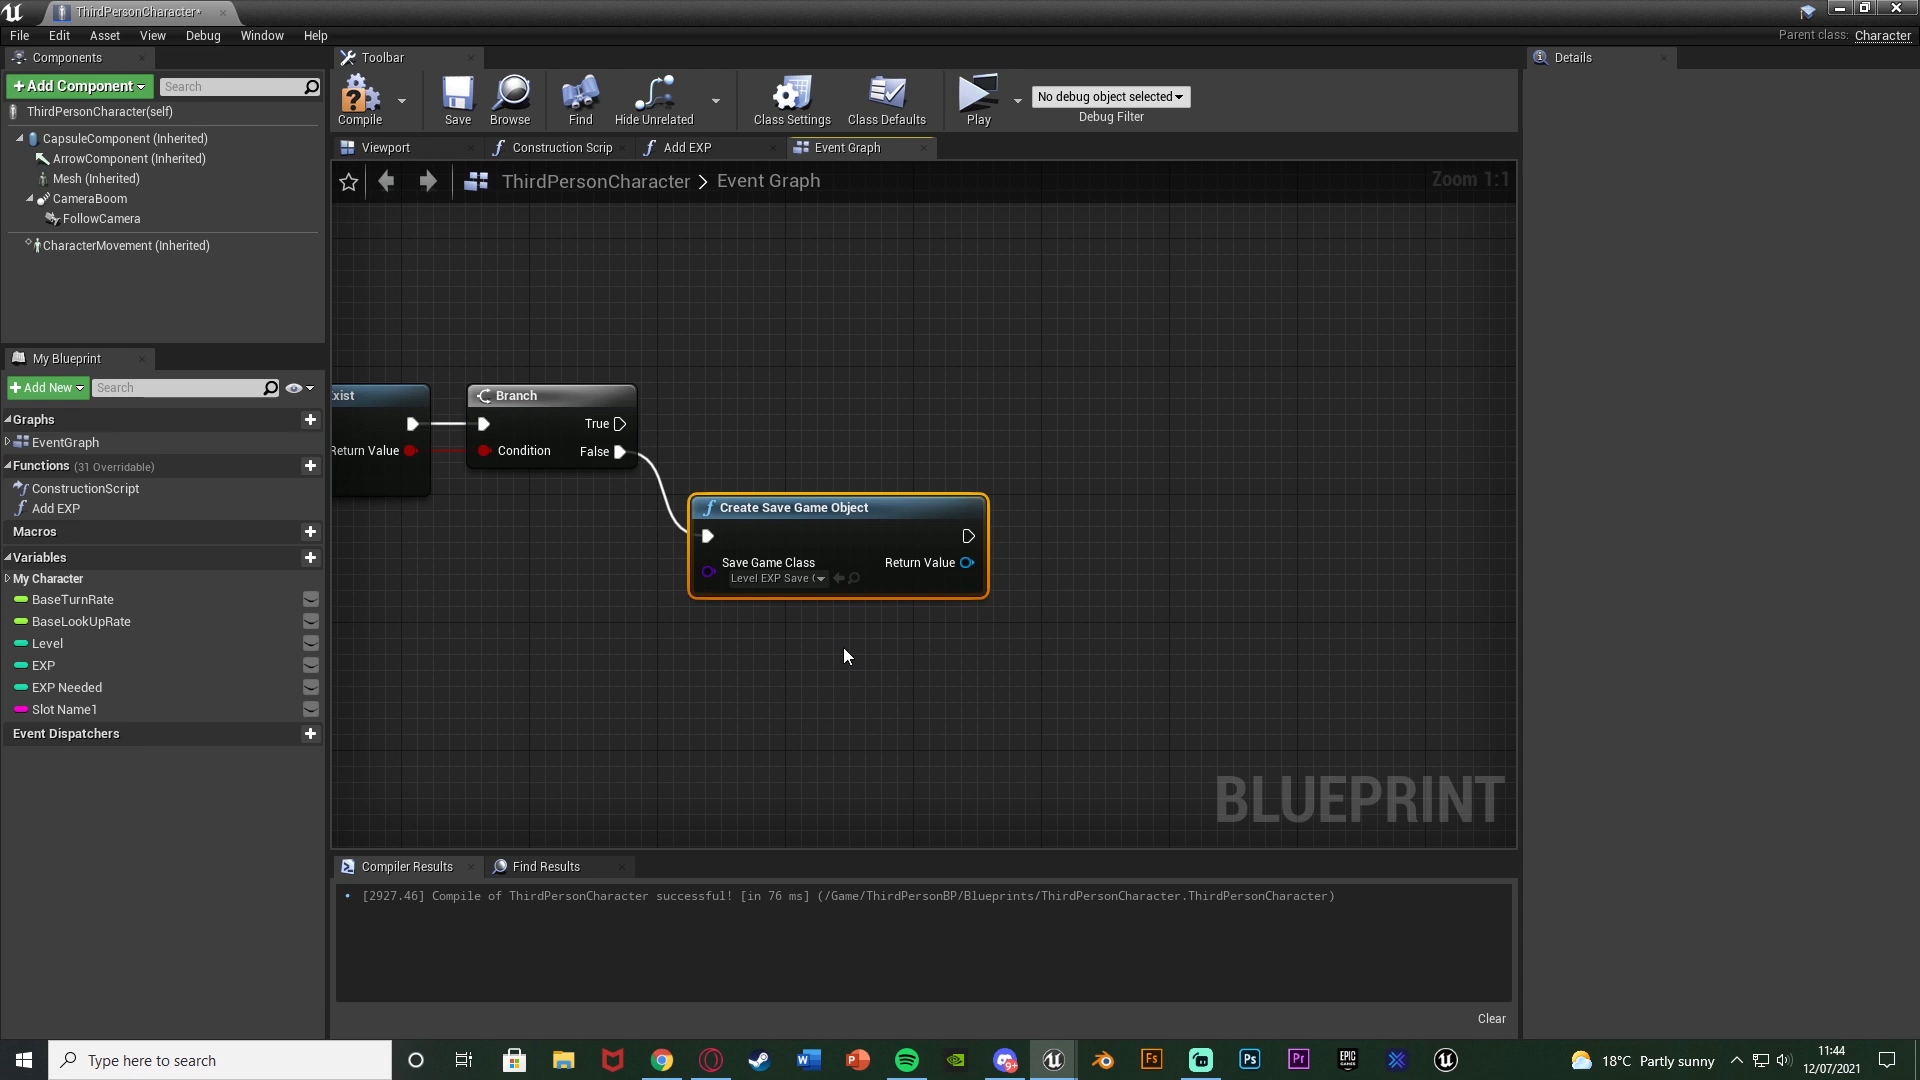 ThirdPersonCharacter*
File Edit Asset View Debug Window Help
Parent class: Character
Components
Toolbar
Details
+Add Component
Search
Compile
Save
Browse
Find
Hide Unrelated
Class Settings
Class Defaults
Play
No debug object selected
Debug Filter
ThirdPersonCharacter(self)
CapsuleComponent (Inherited)
ArrowComponent (Inherited)
Mesh (Inherited)
CameraBoom
FollowCamera
CharacterMovement (Inherited)
Viewport
Construction Scrip
Add EXP
Event Graph
ThirdPersonCharacter > Event Graph
Zoom 1:1
My Blueprint
+Add New
Search
Graphs
EventGraph
Functions (31 Overridable)
ConstructionScript
Add EXP
Macros
Variables
My Character
BaseTurnRate
BaseLookUpRate
Level
EXP
EXP Needed
Slot Name1
Event Dispatchers
xist
Return Value
Branch
True
Condition
False
Create Save Game Object
Save Game Class
Level EXP Save (
Return Value
BLUEPRINT
Compiler Results
Find Results
[2927.46] Compile of ThirdPersonCharacter successful! [in 76 ms] (/Game/ThirdPersonBP/Blueprints/ThirdPersonCharacter.ThirdPersonCharacter)
Clear
Type here to search
9+
Fs
Ps
Pr
EPIC GAMES
18°C Partly sunny
11:44
12/07/2021